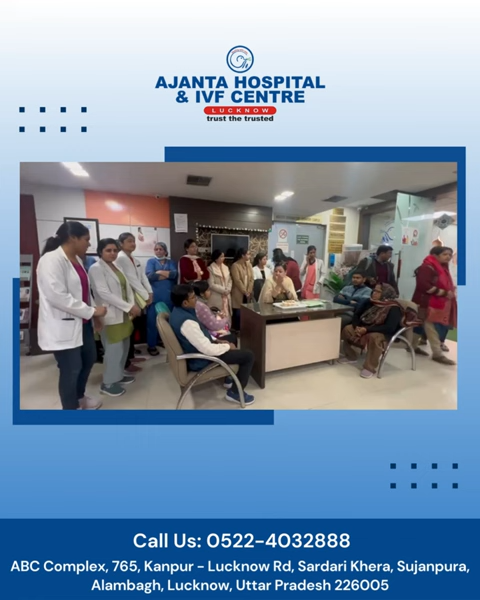 AJANTA HOSPITAL
& IVF CENTRE
LUCKNOW
trust the trusted
Call Us: 0522-4032888
ABC Complex, 765, Kanpur - Lucknow Rd, Sardari Khera, Sujanpura,
Alambagh, Lucknow, Uttar Pradesh 226005